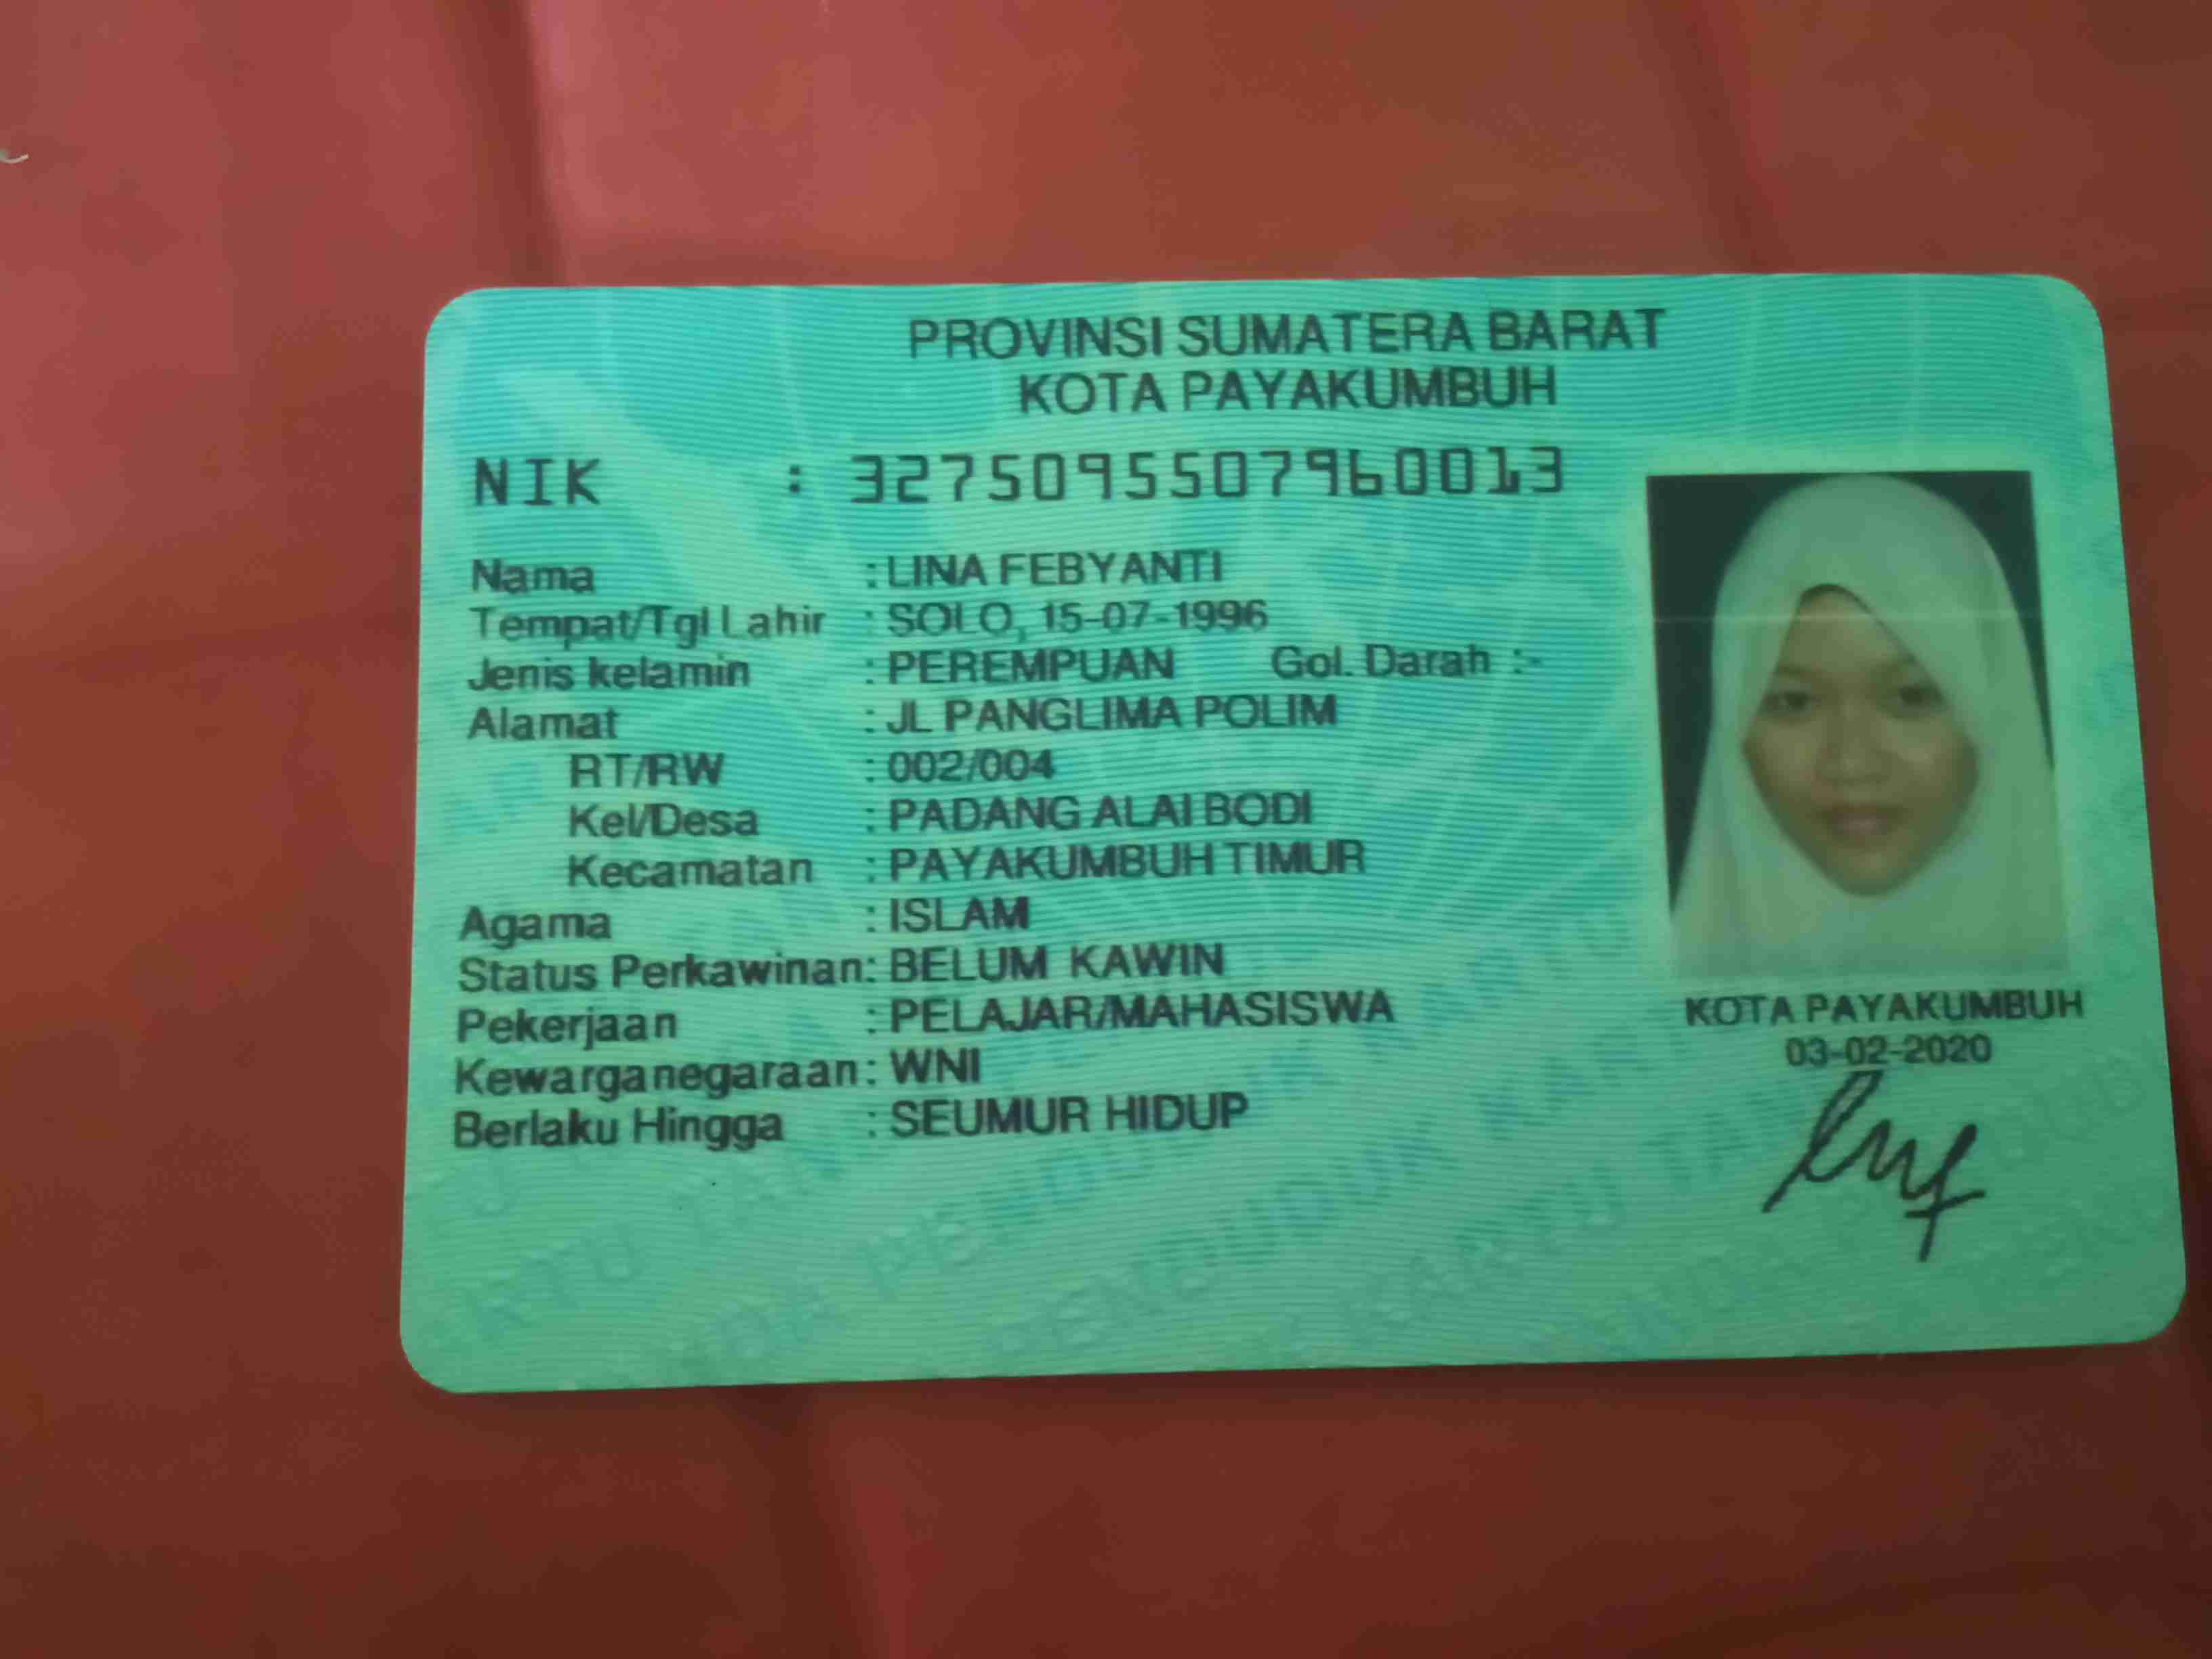 PROVINSI SUMATERA BARAT
KOTA PAYAKUMBUH
NIK : 3275095507960013
Nama : LINA FEBYANTI
Tempat/Tgl Lahir : SOLO, 15-07-1996
Jenis kelamin : PEREMPUAN Gol. Darah :-
Alamat : JL PANGLIMA POLIM
RT/RW : 002/004
Kel/Desa : PADANG ALAI BODI
Kecamatan : PAYAKUMBUH TIMUR
Agama : ISLAM
Status Perkawinan: BELUM KAWIN
Pekerjaan : PELAJAR/MAHASISWA
Kewarganegaraan: WNI
Berlaku Hingga : SEUMUR HIDUP
KOTA PAYAKUMBUH
03-02-2020